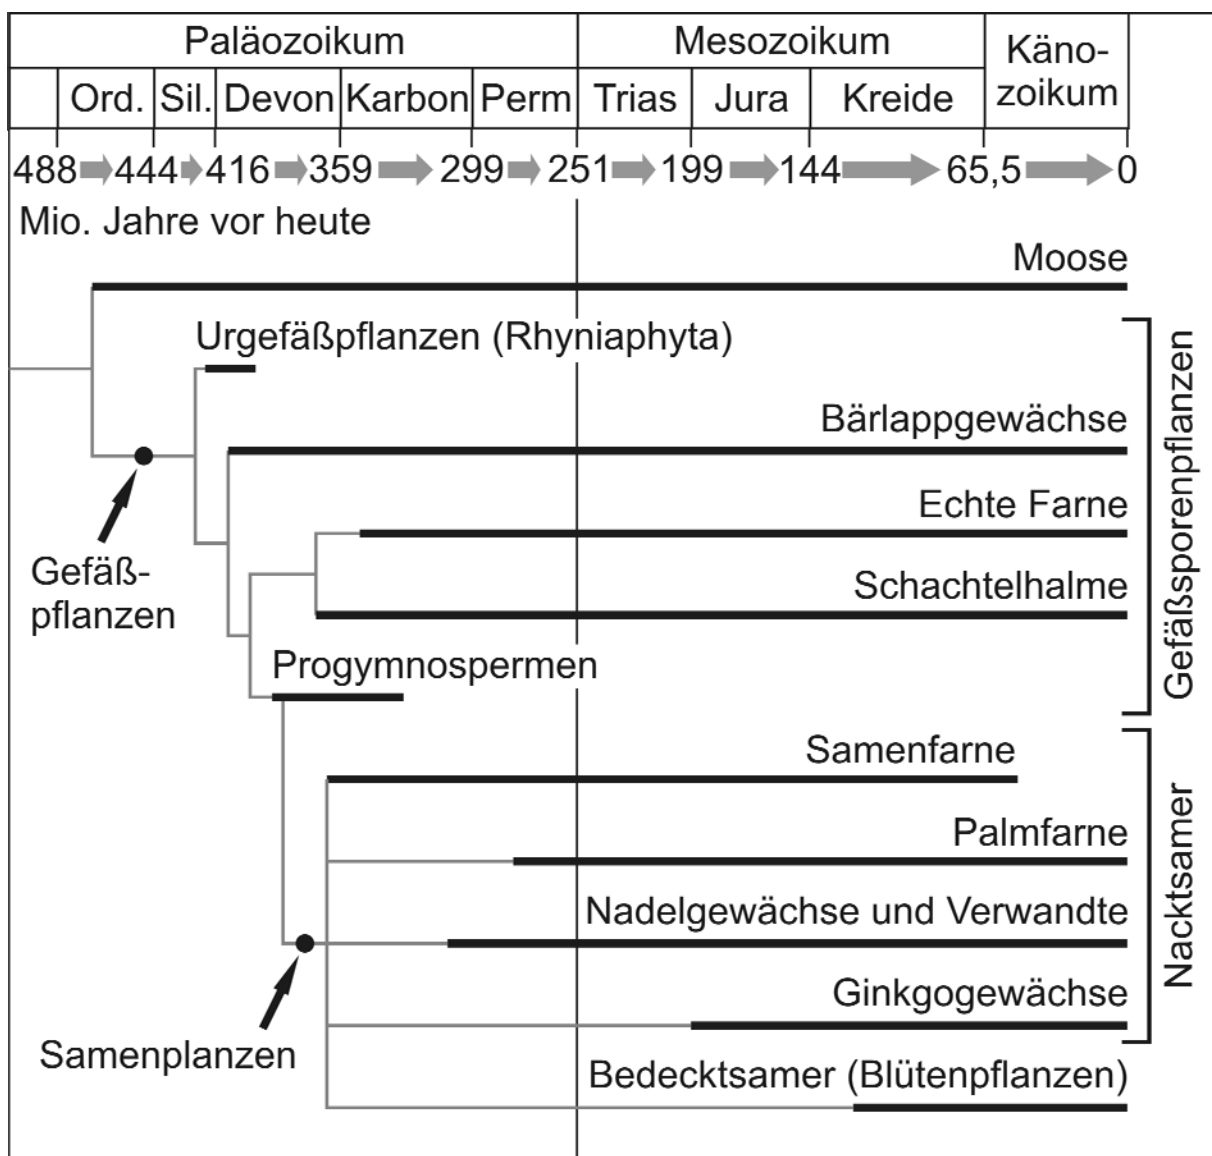 Paläozoikum Mesozoikum Käno-
zoikum
Ord. Sil. Devon Karbon Perm Trias Jura Kreide
488 444 416 359 299 251 199 144 65,5 0
Mio. Jahre vor heute
Moose
Urgefäßpflanzen (Rhyniaphyta)
Bärlappgewächse
Echte Farne
Gefäß-
pflanzen
Schachtelhalme
Progymnospermen
Gefäßsporenpflanzen
Samenfarne
Palmfarne
Nadelgewächse und Verwandte
Ginkgogewächse
Nacktsamer
Samenplanzen
Bedecktsamer (Blütenpflanzen)